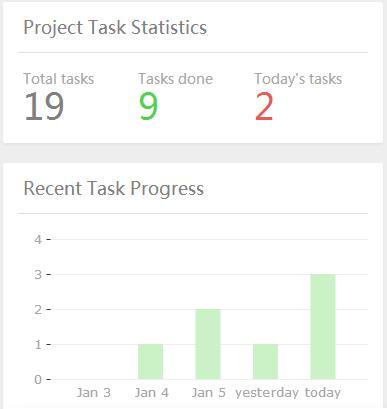 Project Task Statistics
Total tasks Tasks done Today's tasks
19 9 2
Recent Task Progress
4
3
2
1
0
Jan 3 Jan 4 Jan 5 yesterday today